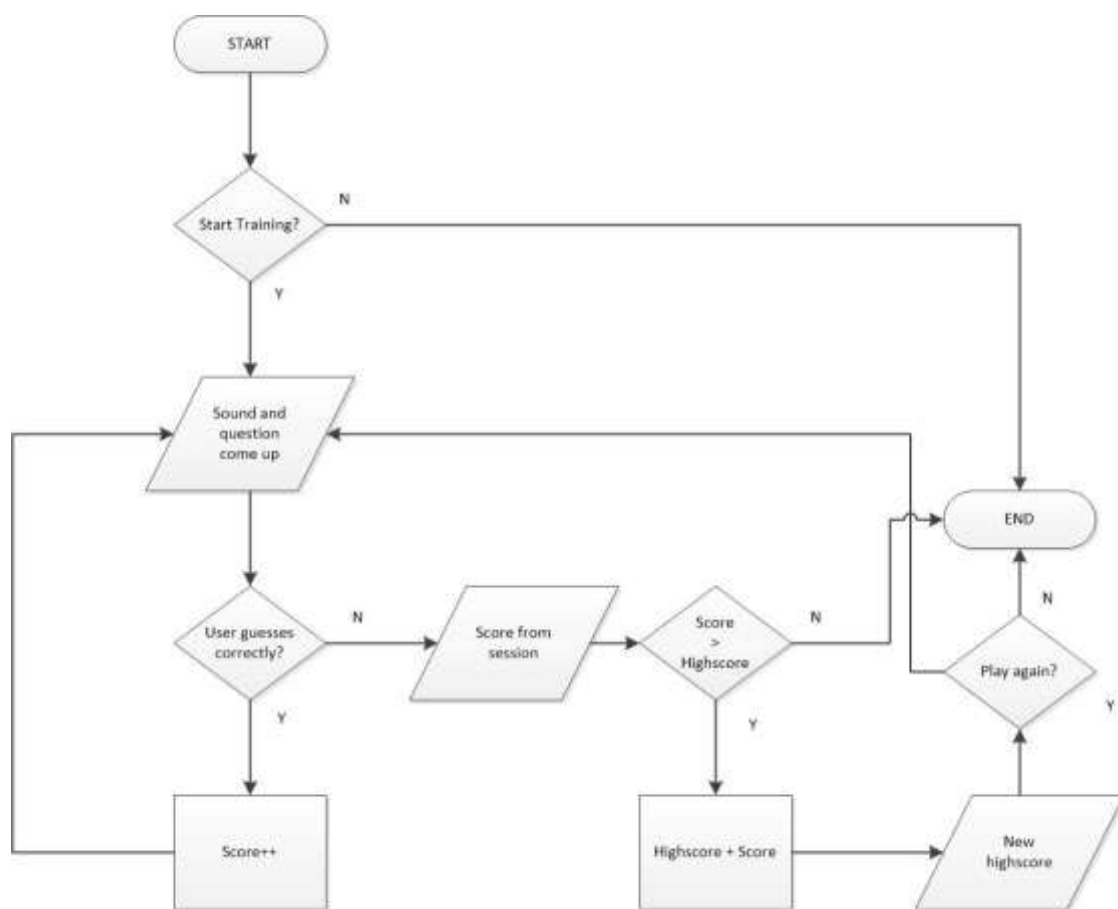 START
Start Training?
N
Y
Sound and
question
come up
END
User guesses
correctly?
N
Score from
session
Score
>
Highscore
N
N
Play again?
Y
Y
Y
Score++
Highscore + Score
New
highscore